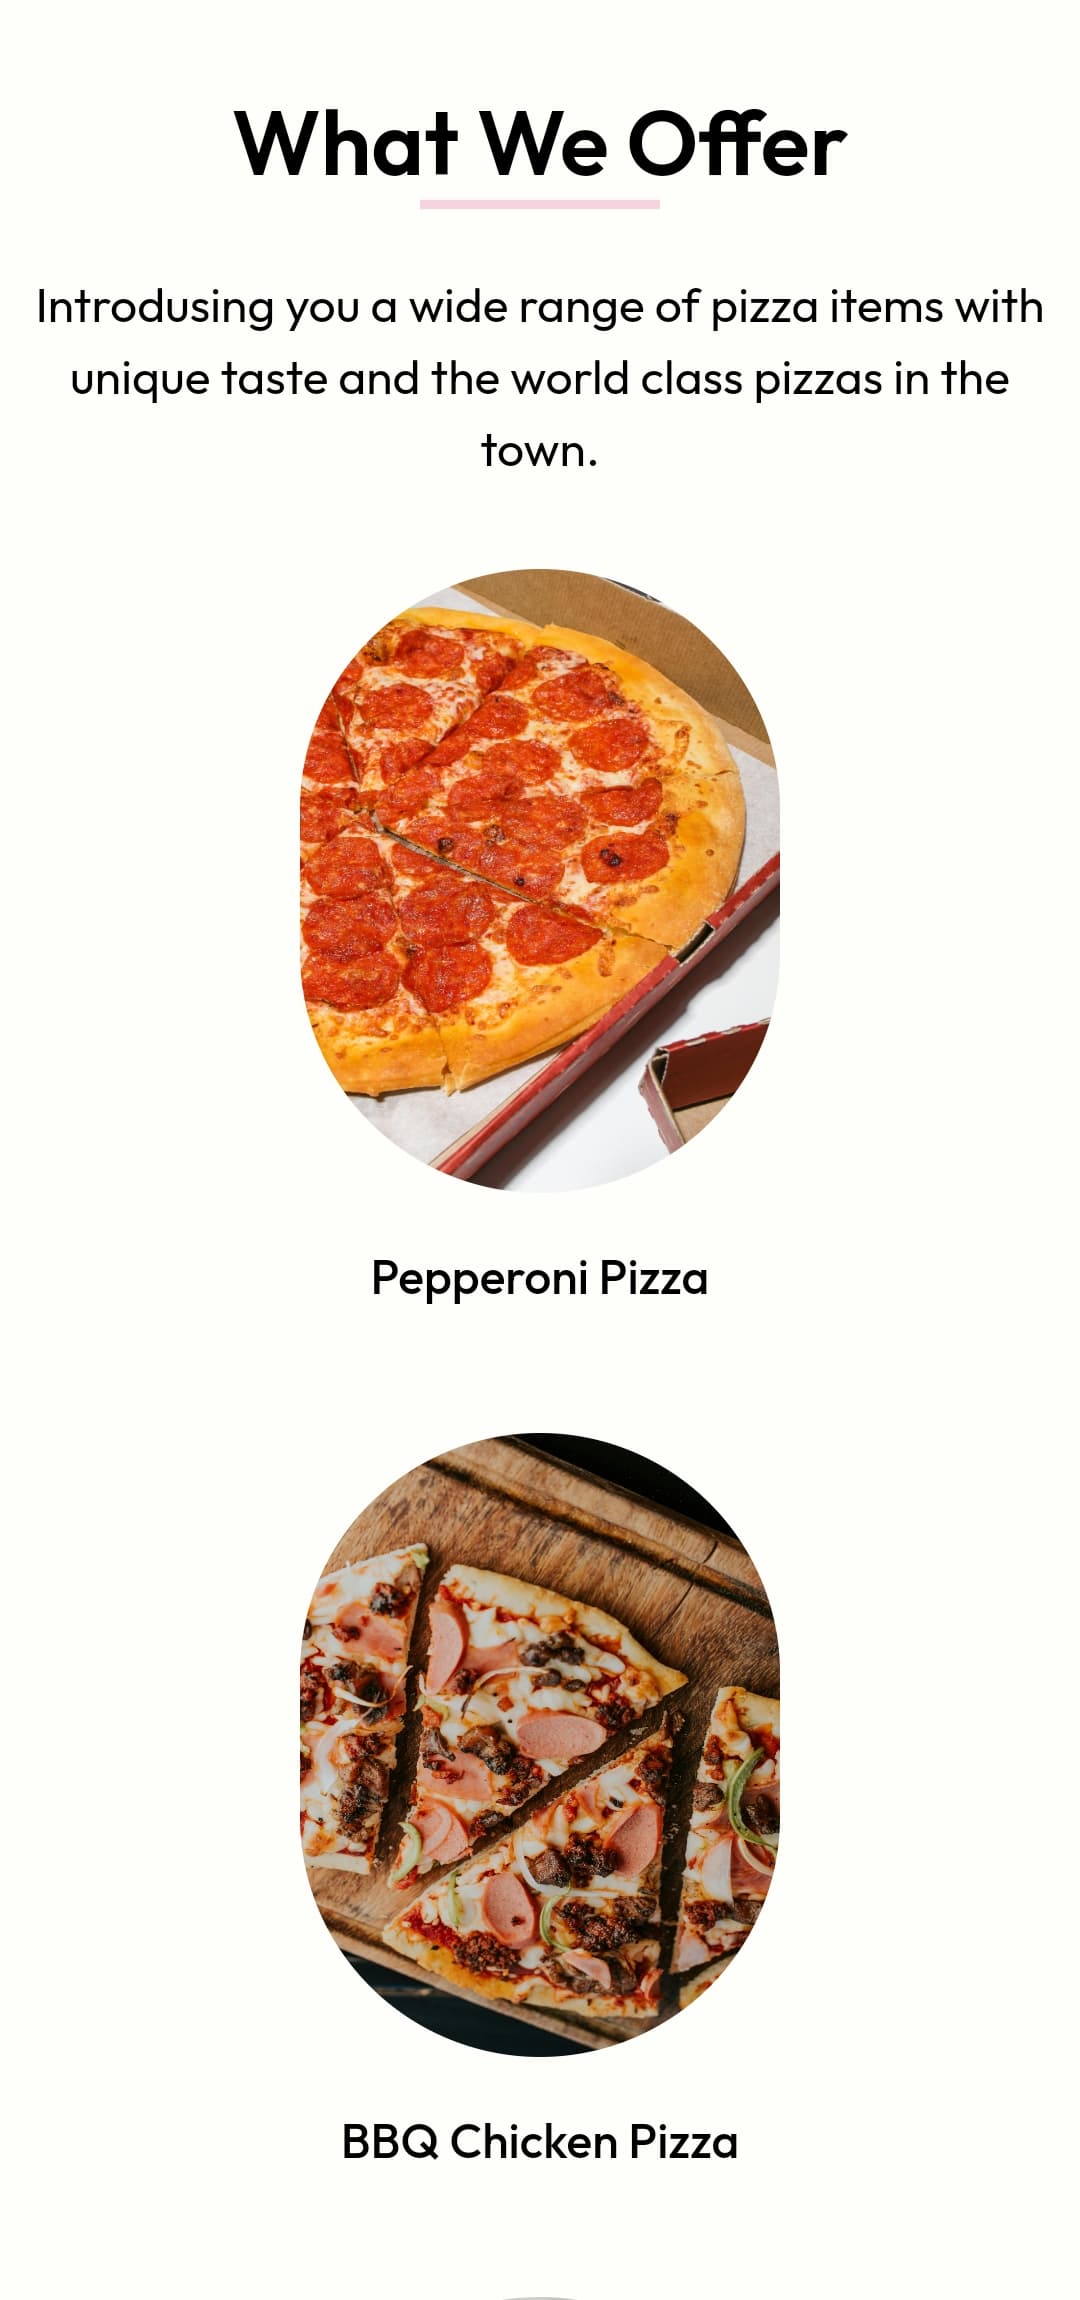 What We Offer
Introdusing you a wide range of pizza items with
unique taste and the world class pizzas in the
town.
Pepperoni Pizza
BBQ Chicken Pizza